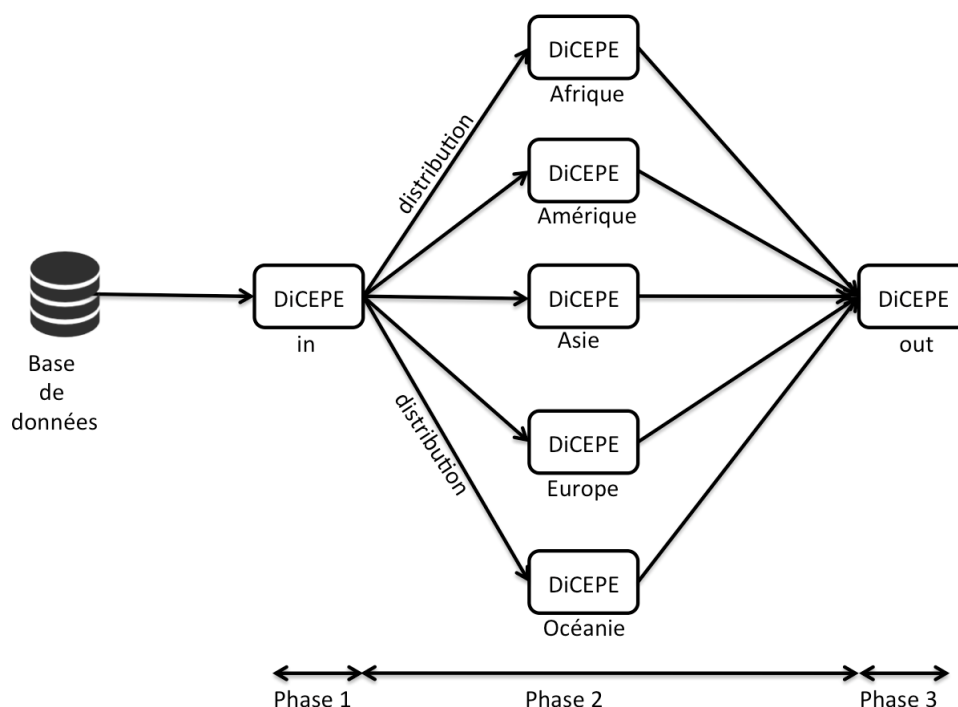 DiCEPE
Afrique
distribution
DiCEPE
Amérique
Base
de
données
DiCEPE
in
DiCEPE
Asie
DiCEPE
out
distribution
DiCEPE
Europe
DiCEPE
Océanie
Phase 1
Phase 2
Phase 3